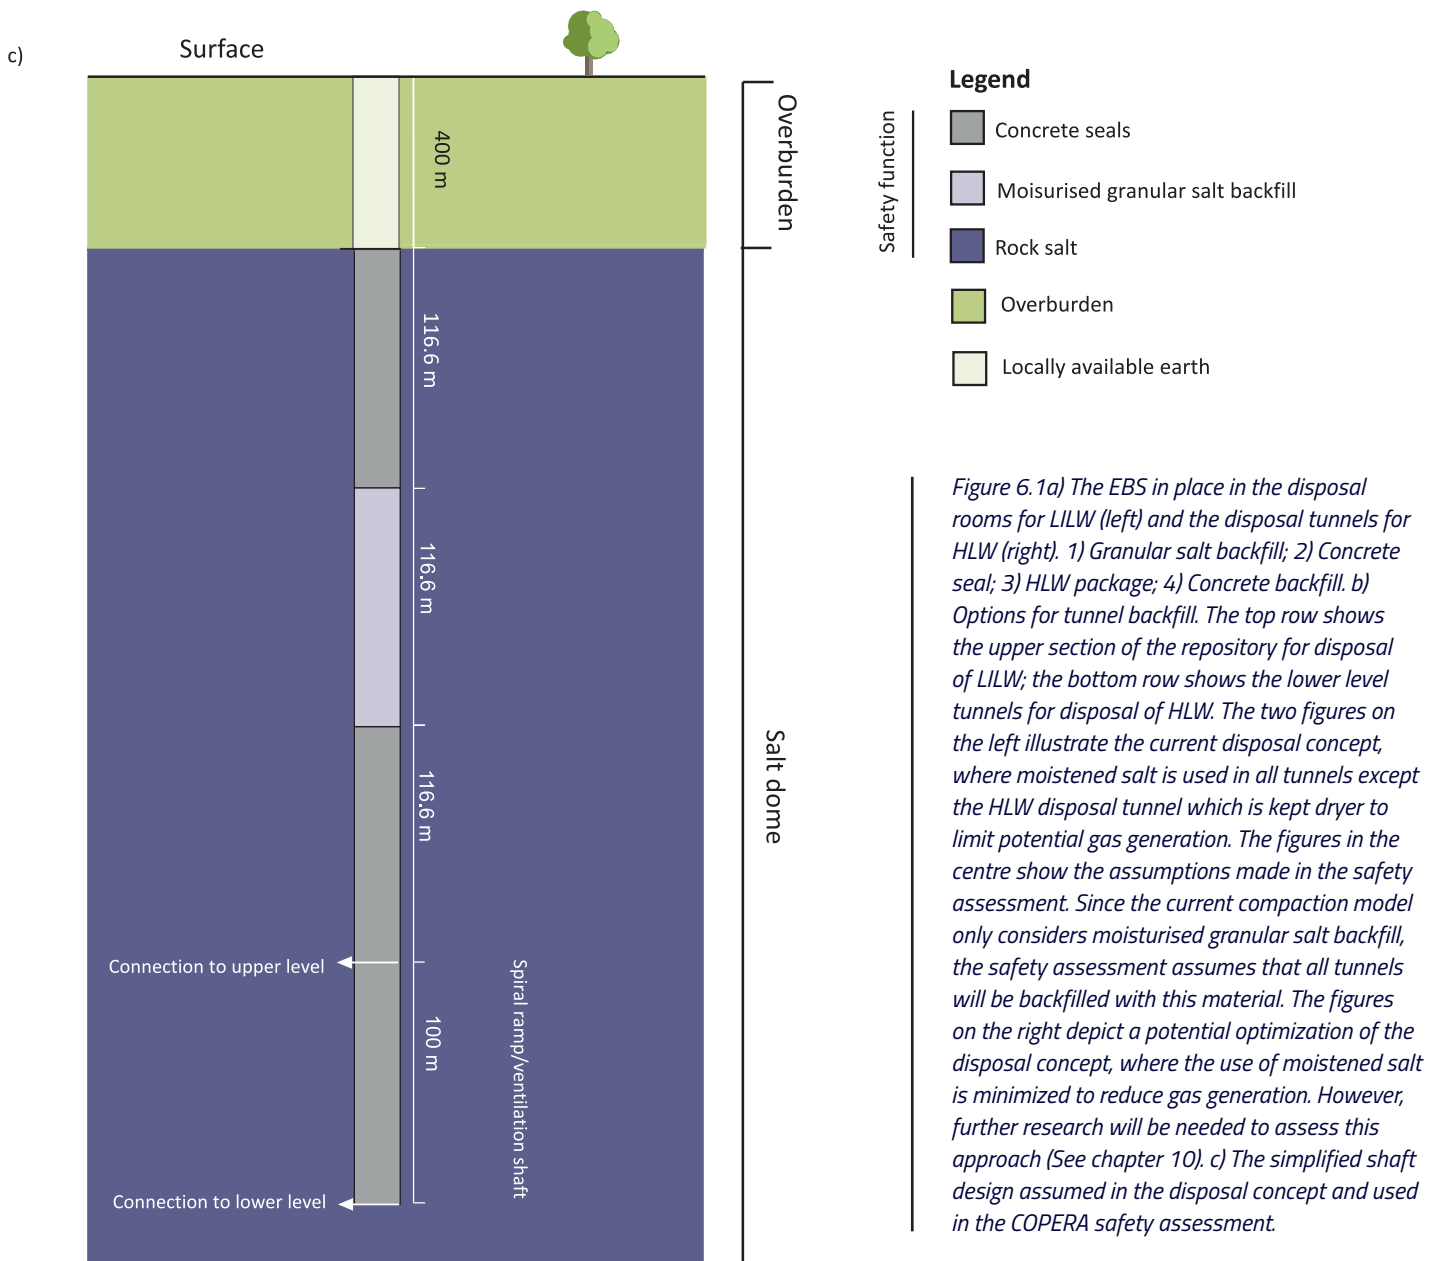 c)
Surface
400 m
116.6 m
116.6 m
116.6 m
100 m
Connection to upper level
Connection to lower level
Spiral ramp/ventilation shaft
Overburden
Salt dome
Legend
Safety function
Concrete seals
Moisurised granular salt backfill
Rock salt
Overburden
Locally available earth
Figure 6.1a) The EBS in place in the disposal
rooms for LILW (left) and the disposal tunnels for
HLW (right). 1) Granular salt backfill; 2) Concrete
seal; 3) HLW package; 4) Concrete backfill. b)
Options for tunnel backfill. The top row shows
the upper section of the repository for disposal
of LILW; the bottom row shows the lower level
tunnels for disposal of HLW. The two figures on
the left illustrate the current disposal concept,
where moistened salt is used in all tunnels except
the HLW disposal tunnel which is kept dryer to
limit potential gas generation. The figures in the
centre show the assumptions made in the safety
assessment. Since the current compaction model
only considers moisturised granular salt backfill,
the safety assessment assumes that all tunnels
will be backfilled with this material. The figures
on the right depict a potential optimization of the
disposal concept, where the use of moistened salt
is minimized to reduce gas generation. However,
further research will be needed to assess this
approach (See chapter 10). c) The simplified shaft
design assumed in the disposal concept and used
in the COPERA safety assessment.